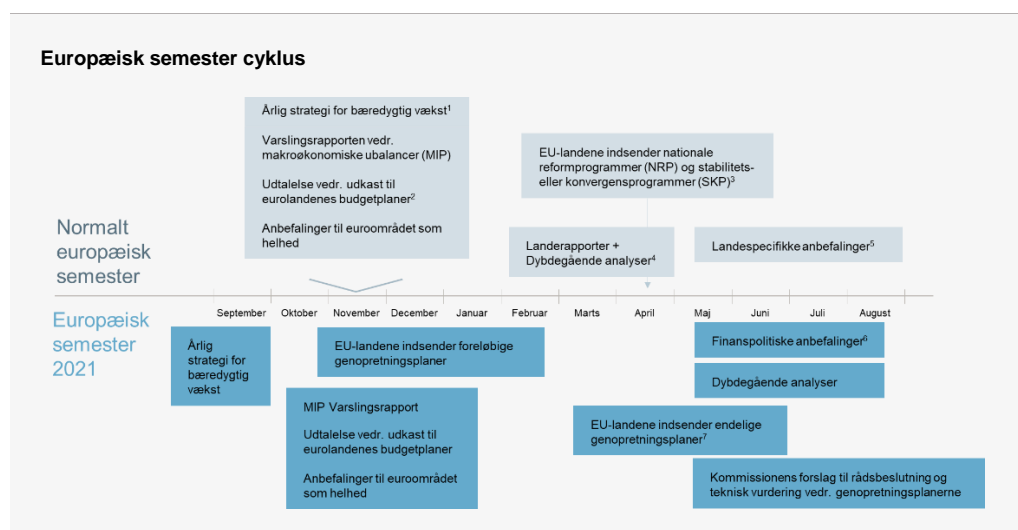 Europæisk semester cyklus
Årlig strategi for bæredygtig vækst¹
Varslingsrapporten vedr.
makroøkonomiske ubalancer (MIP)
Udtalelse vedr. udkast til
eurolandenes budgetplaner²
Anbefalinger til euroområdet som
helhed
EU-landene indsender nationale
reformprogrammer (NRP) og stabilitets-
eller konvergensprogrammer (SKP)³
Normalt
europæisk
semester
Landerapporter +
Dybdegående analyser⁴
Landespecifikke anbefalinger⁵
September Oktober November December Januar Februar Marts April Maj Juni Juli August
Europæisk
semester
2021
Årlig
strategi for
bæredygtig
vækst
EU-landene indsender foreløbige
genopretningsplaner
Finanspolitiske anbefalinger⁶
Dybdegående analyser
MIP Varslingsrapport
Udtalelse vedr. udkast til
eurolandenes budgetplaner
Anbefalinger til euroområdet
som helhed
EU-landene indsender endelige
genopretningsplaner⁷
Kommissionens forslag til rådsbeslutning og
teknisk vurdering vedr. genopretningsplanerne